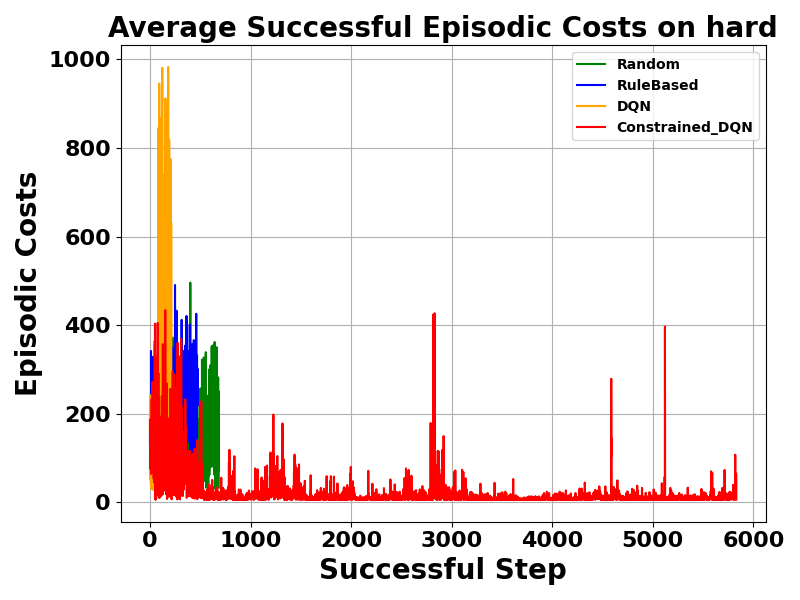 Average Successful Episodic Costs on hard
Random
RuleBased
DQN
Constrained_DQN
Episodic Costs
1000
800
600
400
200
0
0 1000 2000 3000 4000 5000 6000
Successful Step